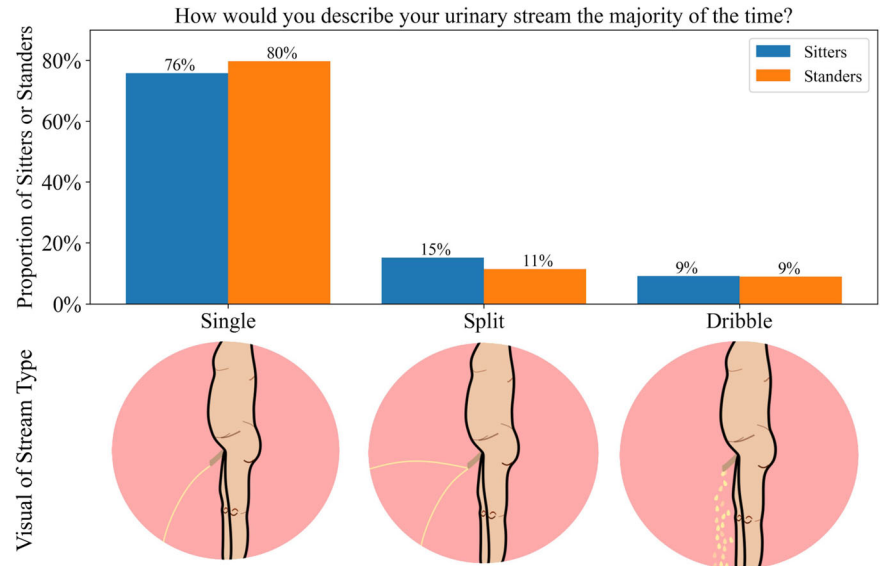 How would you describe your urinary stream the majority of the time?
Proportion of Sitters or Standers
80%
60%
40%
20%
0%
76%
80%
15%
11%
9%
9%
Sitters
Standers
Single
Split
Dribble
Visual of Stream Type